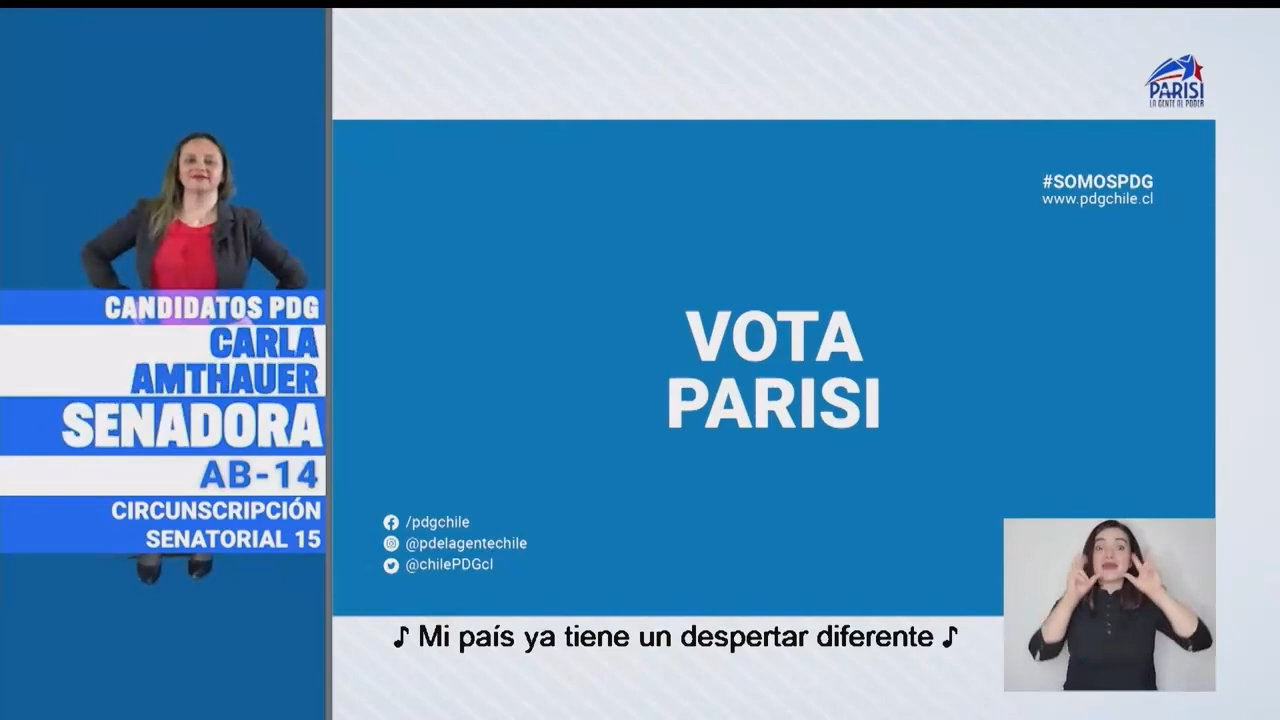 CANDIDATOS PDG
CARLA
AMTHAUER
SENADORA
AB-14
CIRCUNSCRIPCIÓN
SENATORIAL 15
PARISI
LA GENTE AL PODER
#SOMOSPDG
www.pdgchile.cl
VOTA
PARISI
/pdgchile
@pdelagentechile
@chilePDGcl
♪ Mi país ya tiene un despertar diferente ♪